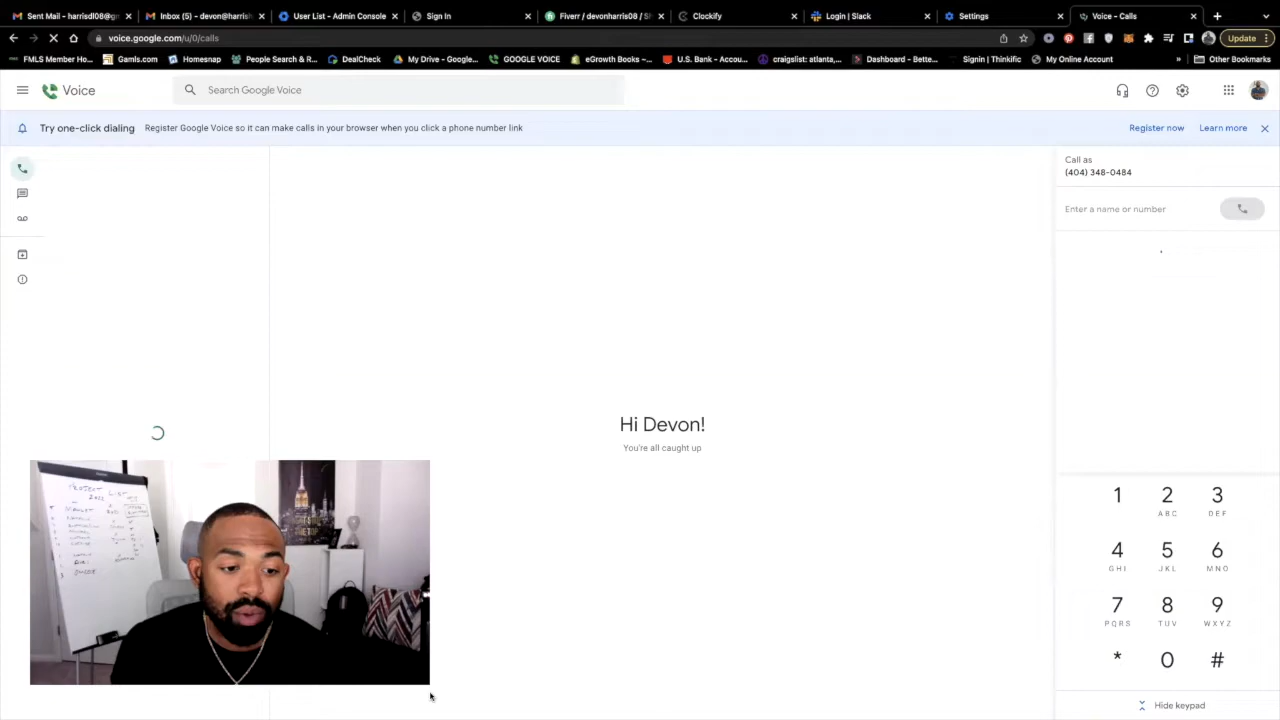 Sent Mail - harrisdl08@gm
Inbox (5) - devon@harrish
User List - Admin Console
Sign In
Fiverr / devonharris08 / Sh
Clockify
Login | Slack
Settings
Voice - Calls
voice.google.com/u/0/calls
Update
FMLS Member Ho...
Gamls.com
Homesnap
People Search & R...
DealCheck
My Drive - Google...
GOOGLE VOICE
eGrowth Books –...
U.S. Bank - Accou...
craigslist: atlanta,...
Dashboard - Bette...
Signin | Thinkific
My Online Account
»
Other Bookmarks
Voice
Search Google Voice
Try one-click dialing
Register Google Voice so it can make calls in your browser when you click a phone number link
Register now
Learn more
Call as
(404) 348-0484
Enter a name or number
Hi Devon!
You're all caught up
PROJECT LIST
2022
1
2
ABC
3
DEF
4
GHI
5
JKL
6
MNO
7
PQRS
8
TUV
9
WXYZ
*
0
#
Hide keypad